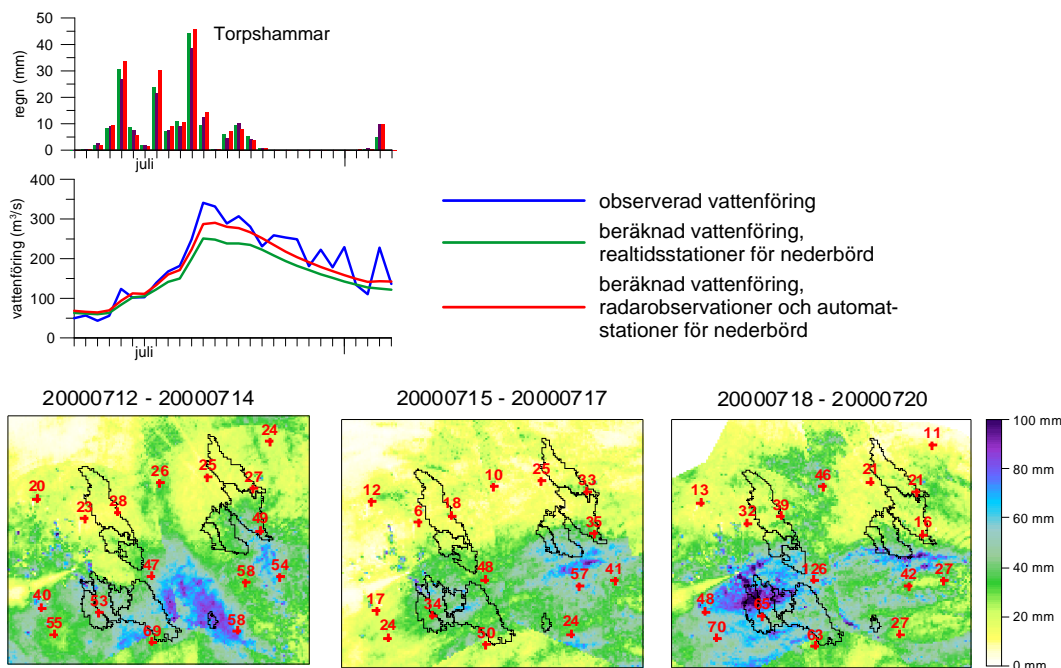 Torpshammar
regn (mm)
50
40
30
20
10
0
juli
vattenföring (m³/s)
400
300
200
100
0
juli
observerad vattenföring
beräknad vattenföring,
realtidsstationer för nederbörd
beräknad vattenföring,
radarobservationer och automat-
stationer för nederbörd
20000712 - 20000714
24
26
25
27
20
28
23
49
47
58
54
40
53
55
58
69
20000715 - 20000717
10
25
33
12
18
6
35
48
57
41
17
34
24
24
50
20000718 - 20000720
11
46
21
21
13
39
32
16
126
42
27
48
65
70
27
63
100 mm
80 mm
60 mm
40 mm
20 mm
0 mm